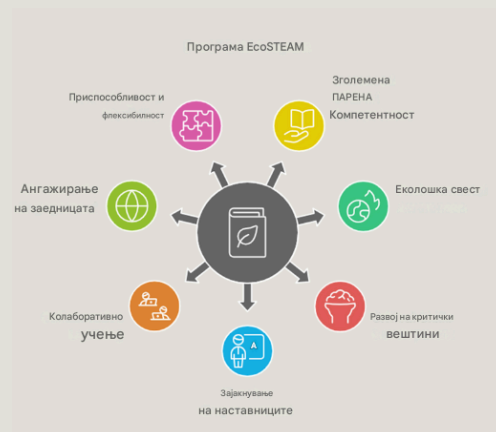 Програма EcoSTEAM
Зголемена
ПАРЕНА
Компетентност
Приспособливост и
флексибилност
Ангажирање
на заедницата
Еколошка свест
Колаборативно
учење
Развој на критички
вештини
A
Зајакнување
на наставниците